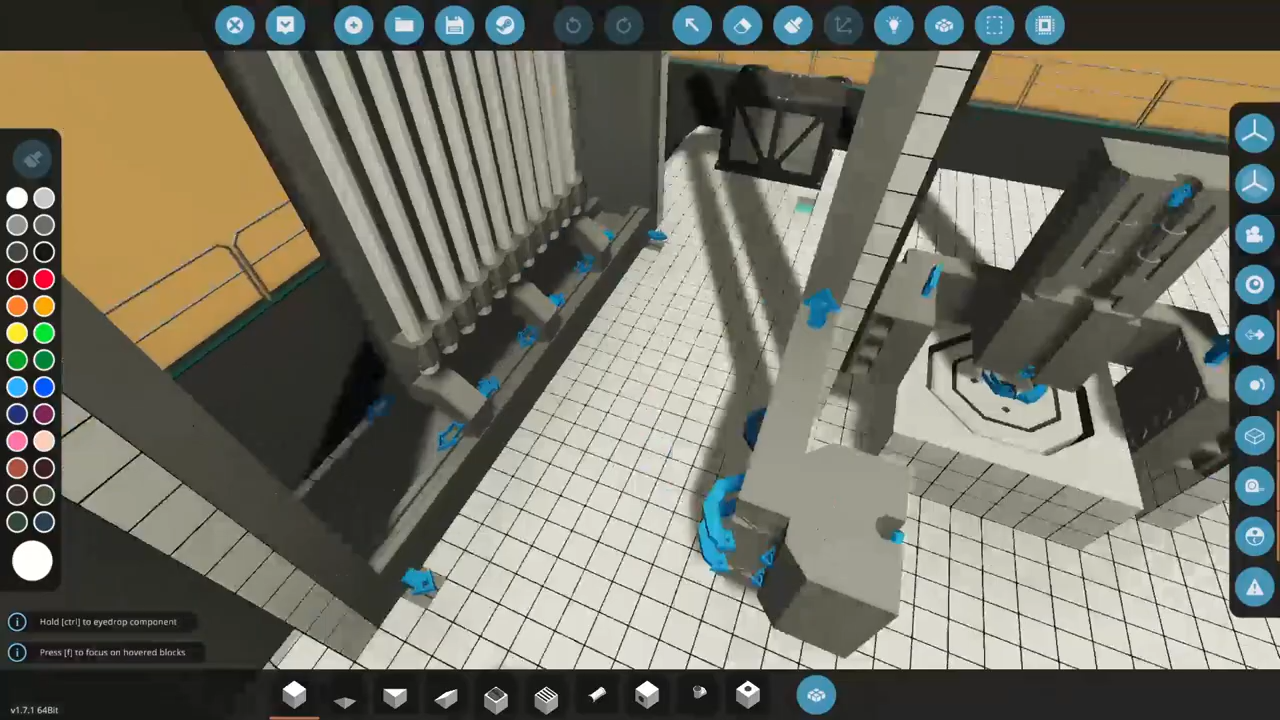 Hold [ctrl] to eyedrop component
Press [f] to focus on hovered blocks
v1.7.1 64Bit